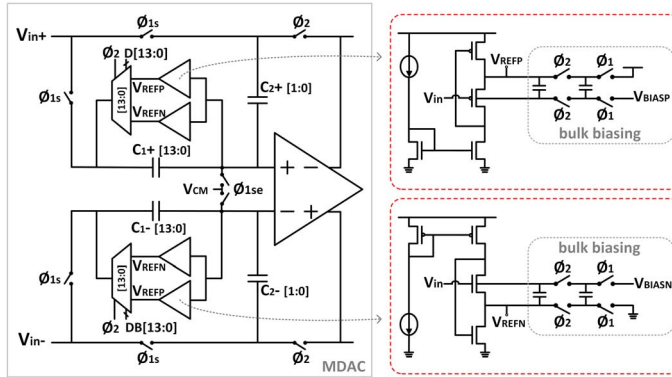 Ø1s
Ø2
Vin+
Ø2 D[13:0]
[13:0]
VREFP
VREFN
Ø1s
C2+ [1:0]
C1+ [13:0]
VCM
Ø1se
C1- [13:0]
[13:0]
VREFN
VREFP
Ø1s
C2- [1:0]
Ø2 DB[13:0]
Vin-
Ø1s
Ø2
MDAC
VREFP
Ø2
Ø1
Vin
Ø2
Ø1
VBIASP
bulk biasing
bulk biasing
Ø2
Ø1
Vin
VBIASN
Ø2
Ø1
VREFN